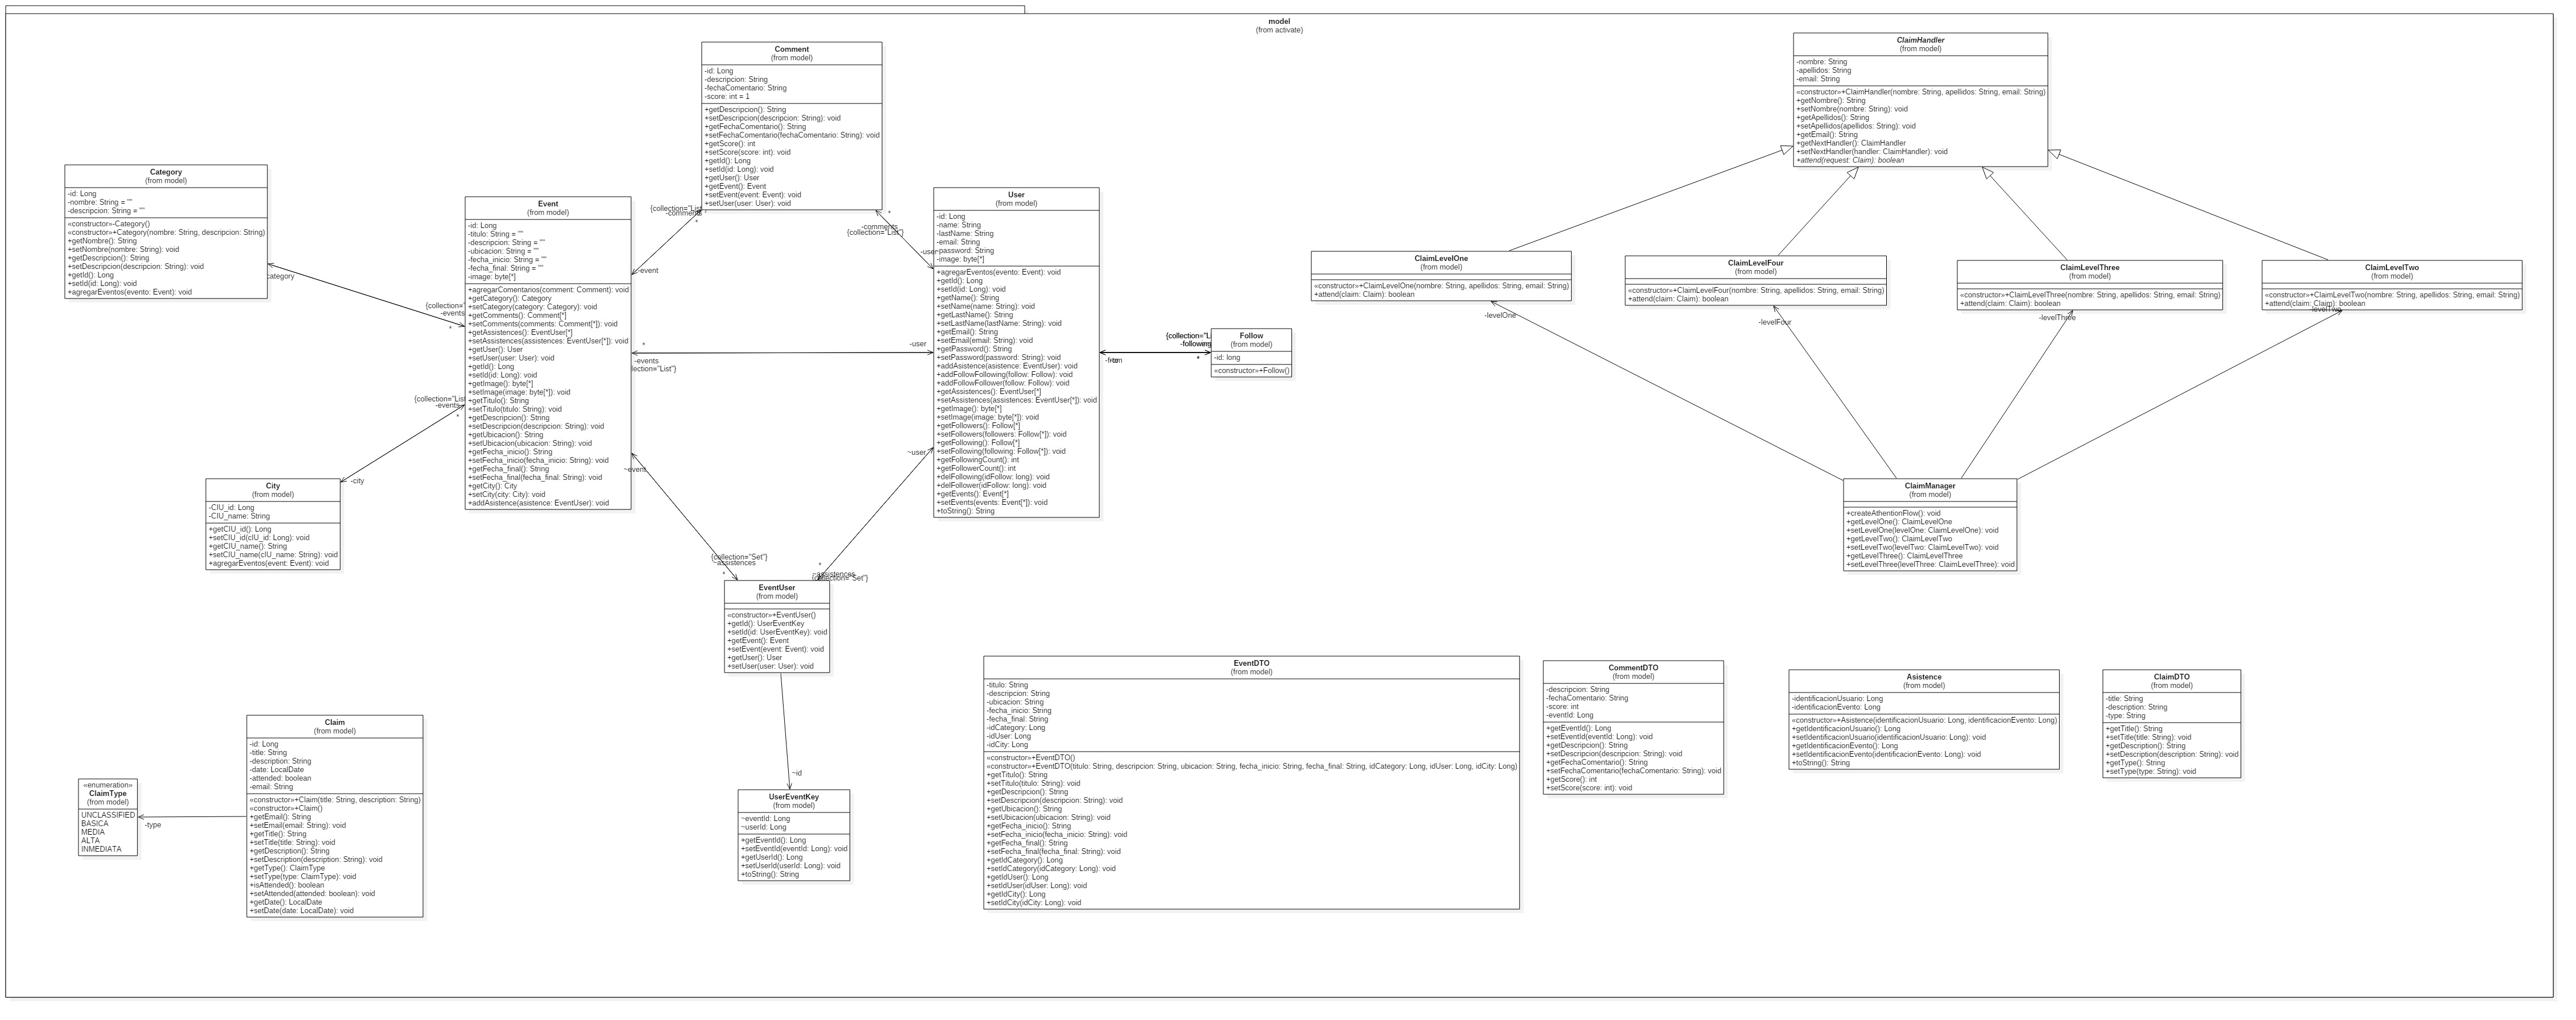 model
(from activate)
Comment
(from model)
-id: Long
-descripcion: String
-fechaComentario: String
-score: int = 1
+getDescripcion(): String
+setDescripcion(descripcion: String): void
+getFechaComentario(): String
+setFechaComentario(fechaComentario: String): void
+getScore(): int
+setScore(score: int): void
+getId(): Long
+setId(id: Long): void
+getUser(): User
+getEvent(): Event
+setEvent(event: Event): void
+setUser(user: User): void
ClaimHandler
(from model)
-nombre: String
-apellidos: String
-email: String
«constructor»+ClaimHandler(nombre: String, apellidos: String, email: String)
+getNombre(): String
+setNombre(nombre: String): void
+getApellidos(): String
+setApellidos(apellidos: String): void
+getEmail(): String
+getNextHandler(): ClaimHandler
+setNextHandler(handler: ClaimHandler): void
+attend(request: Claim): boolean
Category
(from model)
-id: Long
-nombre: String = ""
-descripcion: String = ""
«constructor»-Category()
«constructor»+Category(nombre: String, descripcion: String)
+getNombre(): String
+setNombre(nombre: String): void
+getDescripcion(): String
+setDescripcion(descripcion: String): void
+getId(): Long
+setId(id: Long): void
+agregarEventos(evento: Event): void
category
{collection="
-events
*
Event
(from model)
-id: Long
-titulo: String = ""
-descripcion: String = ""
-ubicacion: String = ""
-fecha_inicio: String = ""
-fecha_final: String = ""
-image: byte[*]
+agregarComentarios(comment: Comment): void
+getCategory(): Category
+setCategory(category: Category): void
+getComments(): Comment[*]
+setComments(comments: Comment[*]): void
+getAssistences(): EventUser[*]
+setAssistences(assistences: EventUser[*]): void
+getUser(): User
+setUser(user: User): void
+getId(): Long
+setId(id: Long): void
+getImage(): byte[*]
+setImage(image: byte[*]): void
+getTitulo(): String
+setTitulo(titulo: String): void
+getDescripcion(): String
+setDescripcion(descripcion: String): void
+getUbicacion(): String
+setUbicacion(ubicacion: String): void
+getFecha_inicio(): String
+setFecha_inicio(fecha_inicio: String): void
+getFecha_final(): String
+setFecha_final(fecha_final: String): void
+getCity(): City
+setCity(city: City): void
+addAsistence(asistence: EventUser): void
{collection="List
-comments
*
-event
*
-comments
{collection="List"}
-user
User
(from model)
-id: Long
-name: String
-lastName: String
-email: String
-password: String
-image: byte[*]
+agregarEventos(evento: Event): void
+getId(): Long
+setId(id: Long): void
+getName(): String
+setName(name: String): void
+getLastName(): String
+setLastName(lastName: String): void
+getEmail(): String
+setEmail(email: String): void
+getPassword(): String
+setPassword(password: String): void
+addAsistence(asistence: EventUser): void
+addFollowFollowing(follow: Follow): void
+addFollowFollower(follow: Follow): void
+getAssistences(): EventUser[*]
+setAssistences(assistences: EventUser[*]): void
+getImage(): byte[*]
+setImage(image: byte[*]): void
+getFollowers(): Follow[*]
+setFollowers(followers: Follow[*]): void
+getFollowing(): Follow[*]
+setFollowing(following: Follow[*]): void
+getFollowingCount(): int
+getFollowerCount(): int
+delFollowing(idFollow: long): void
+delFollower(idFollow: long): void
+getEvents(): Event[*]
+setEvents(events: Event[*]): void
+toString(): String
*
-events
lection="List"}
-user
{collection="Li
-following
*
Follow
(from model)
-id: long
«constructor»+Follow()
ClaimLevelOne
(from model)
«constructor»+ClaimLevelOne(nombre: String, apellidos: String, email: String)
+attend(claim: Claim): boolean
-levelOne
ClaimLevelFour
(from model)
«constructor»+ClaimLevelFour(nombre: String, apellidos: String, email: String)
+attend(claim: Claim): boolean
-levelFour
ClaimLevelThree
(from model)
«constructor»+ClaimLevelThree(nombre: String, apellidos: String, email: String)
+attend(claim: Claim): boolean
-levelThree
ClaimLevelTwo
(from model)
«constructor»+ClaimLevelTwo(nombre: String, apellidos: String, email: String)
+attend(claim: Claim): boolean
-levelTwo
{collection="List
-events
*
-city
City
(from model)
-CIU_id: Long
-CIU_name: String
+getCIU_id(): Long
+setCIU_id(cIU_id: Long): void
+getCIU_name(): String
+setCIU_name(cIU_name: String): void
+agregarEventos(event: Event): void
~event
~user
{collection="Set"}
~assistences
*
*
~assistences
{collection="Set"}
EventUser
(from model)
«constructor»+EventUser()
+getId(): UserEventKey
+setId(id: UserEventKey): void
+getEvent(): Event
+setEvent(event: Event): void
+getUser(): User
+setUser(user: User): void
ClaimManager
(from model)
+createAthentionFlow(): void
+getLevelOne(): ClaimLevelOne
+setLevelOne(levelOne: ClaimLevelOne): void
+getLevelTwo(): ClaimLevelTwo
+setLevelTwo(levelTwo: ClaimLevelTwo): void
+getLevelThree(): ClaimLevelThree
+setLevelThree(levelThree: ClaimLevelThree): void
~id
UserEventKey
(from model)
~eventId: Long
~userId: Long
+getEventId(): Long
+setEventId(eventId: Long): void
+getUserId(): Long
+setUserId(userId: Long): void
+toString(): String
«enumeration»
ClaimType
(from model)
UNCLASSIFIED
BASICA
MEDIA
ALTA
INMEDIATA
-type
Claim
(from model)
-id: Long
-title: String
-description: String
-date: LocalDate
-attended: boolean
-email: String
«constructor»+Claim(title: String, description: String)
«constructor»+Claim()
+getEmail(): String
+setEmail(email: String): void
+getTitle(): String
+setTitle(title: String): void
+getDescription(): String
+setDescription(description: String): void
+getType(): ClaimType
+setType(type: ClaimType): void
+isAttended(): boolean
+setAttended(attended: boolean): void
+getDate(): LocalDate
+setDate(date: LocalDate): void
EventDTO
(from model)
-titulo: String
-descripcion: String
-ubicacion: String
-fecha_inicio: String
-fecha_final: String
-idCategory: Long
-idUser: Long
-idCity: Long
«constructor»+EventDTO()
«constructor»+EventDTO(titulo: String, descripcion: String, ubicacion: String, fecha_inicio: String, fecha_final: String, idCategory: Long, idUser: Long, idCity: Long)
+getTitulo(): String
+setTitulo(titulo: String): void
+getDescripcion(): String
+setDescripcion(descripcion: String): void
+getUbicacion(): String
+setUbicacion(ubicacion: String): void
+getFecha_inicio(): String
+setFecha_inicio(fecha_inicio: String): void
+getFecha_final(): String
+setFecha_final(fecha_final: String): void
+getIdCategory(): Long
+setIdCategory(idCategory: Long): void
+getIdUser(): Long
+setIdUser(idUser: Long): void
+getIdCity(): Long
+setIdCity(idCity: Long): void
CommentDTO
(from model)
-descripcion: String
-fechaComentario: String
-score: int
-eventId: Long
+getEventId(): Long
+setEventId(eventId: Long): void
+getDescripcion(): String
+setDescripcion(descripcion: String): void
+getFechaComentario(): String
+setFechaComentario(fechaComentario: String): void
+getScore(): int
+setScore(score: int): void
Asistence
(from model)
-identificacionUsuario: Long
-identificacionEvento: Long
«constructor»+Asistence(identificacionUsuario: Long, identificacionEvento: Long)
+getIdentificacionUsuario(): Long
+setIdentificacionUsuario(identificacionUsuario: Long): void
+getIdentificacionEvento(): Long
+setIdentificacionEvento(identificacionEvento: Long): void
+toString(): String
ClaimDTO
(from model)
-title: String
-description: String
-type: String
+getTitle(): String
+setTitle(title: String): void
+getDescription(): String
+setDescription(description: String): void
+getType(): String
+setType(type: String): void